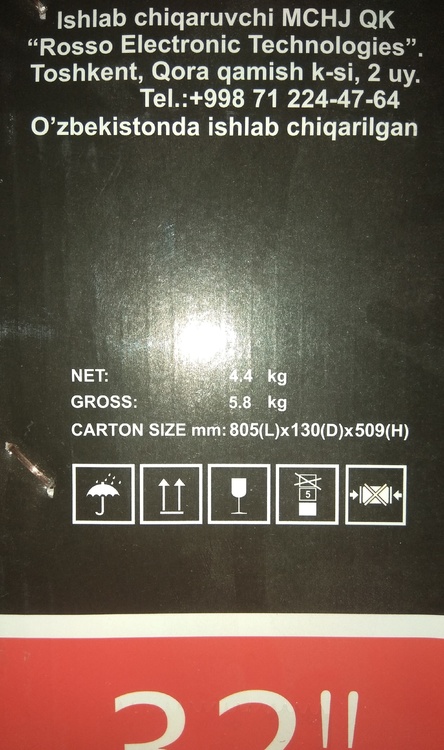 Ishlab chiqaruvchi MCHJ QK
“Rosso Electronic Technologies”.
Toshkent, Qora qamish k-si, 2 uy.
Tel.:+998 71 224-47-64
O’zbekistonda ishlab chiqarilgan
NET: 4.4 kg
GROSS: 5.8 kg
CARTON SIZE mm: 805(L)x130(D)x509(H)
5
32"